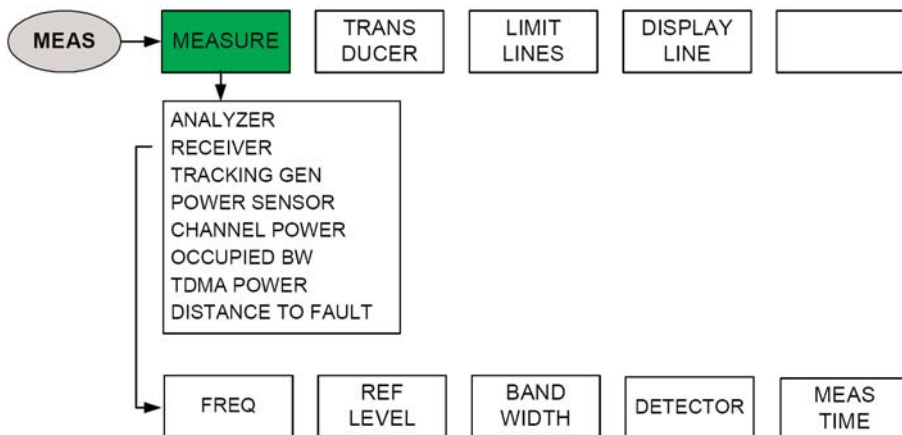 MEAS
MEASURE
TRANS
DUCER
LIMIT
LINES
DISPLAY
LINE
ANALYZER
RECEIVER
TRACKING GEN
POWER SENSOR
CHANNEL POWER
OCCUPIED BW
TDMA POWER
DISTANCE TO FAULT
FREQ
REF
LEVEL
BAND
WIDTH
DETECTOR
MEAS
TIME